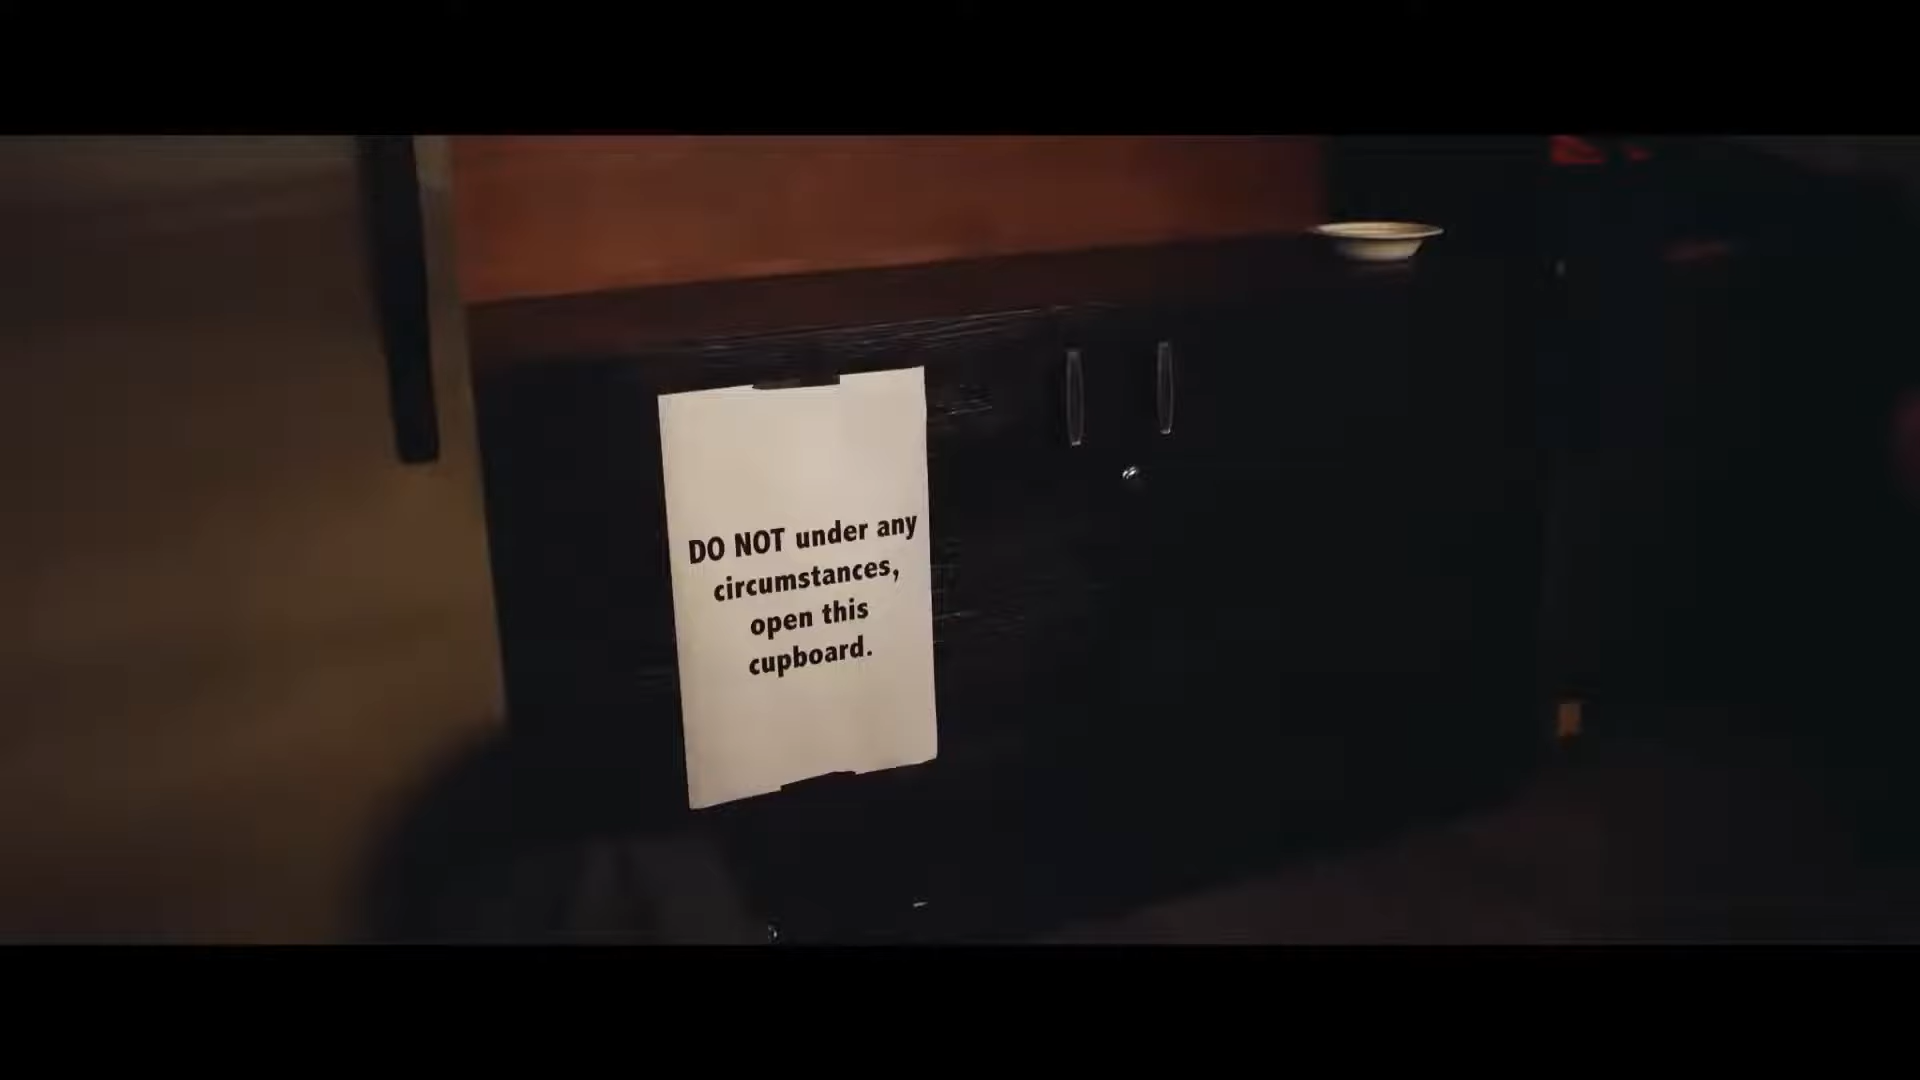 DO NOT under any
circumstances,
open this
cupboard.